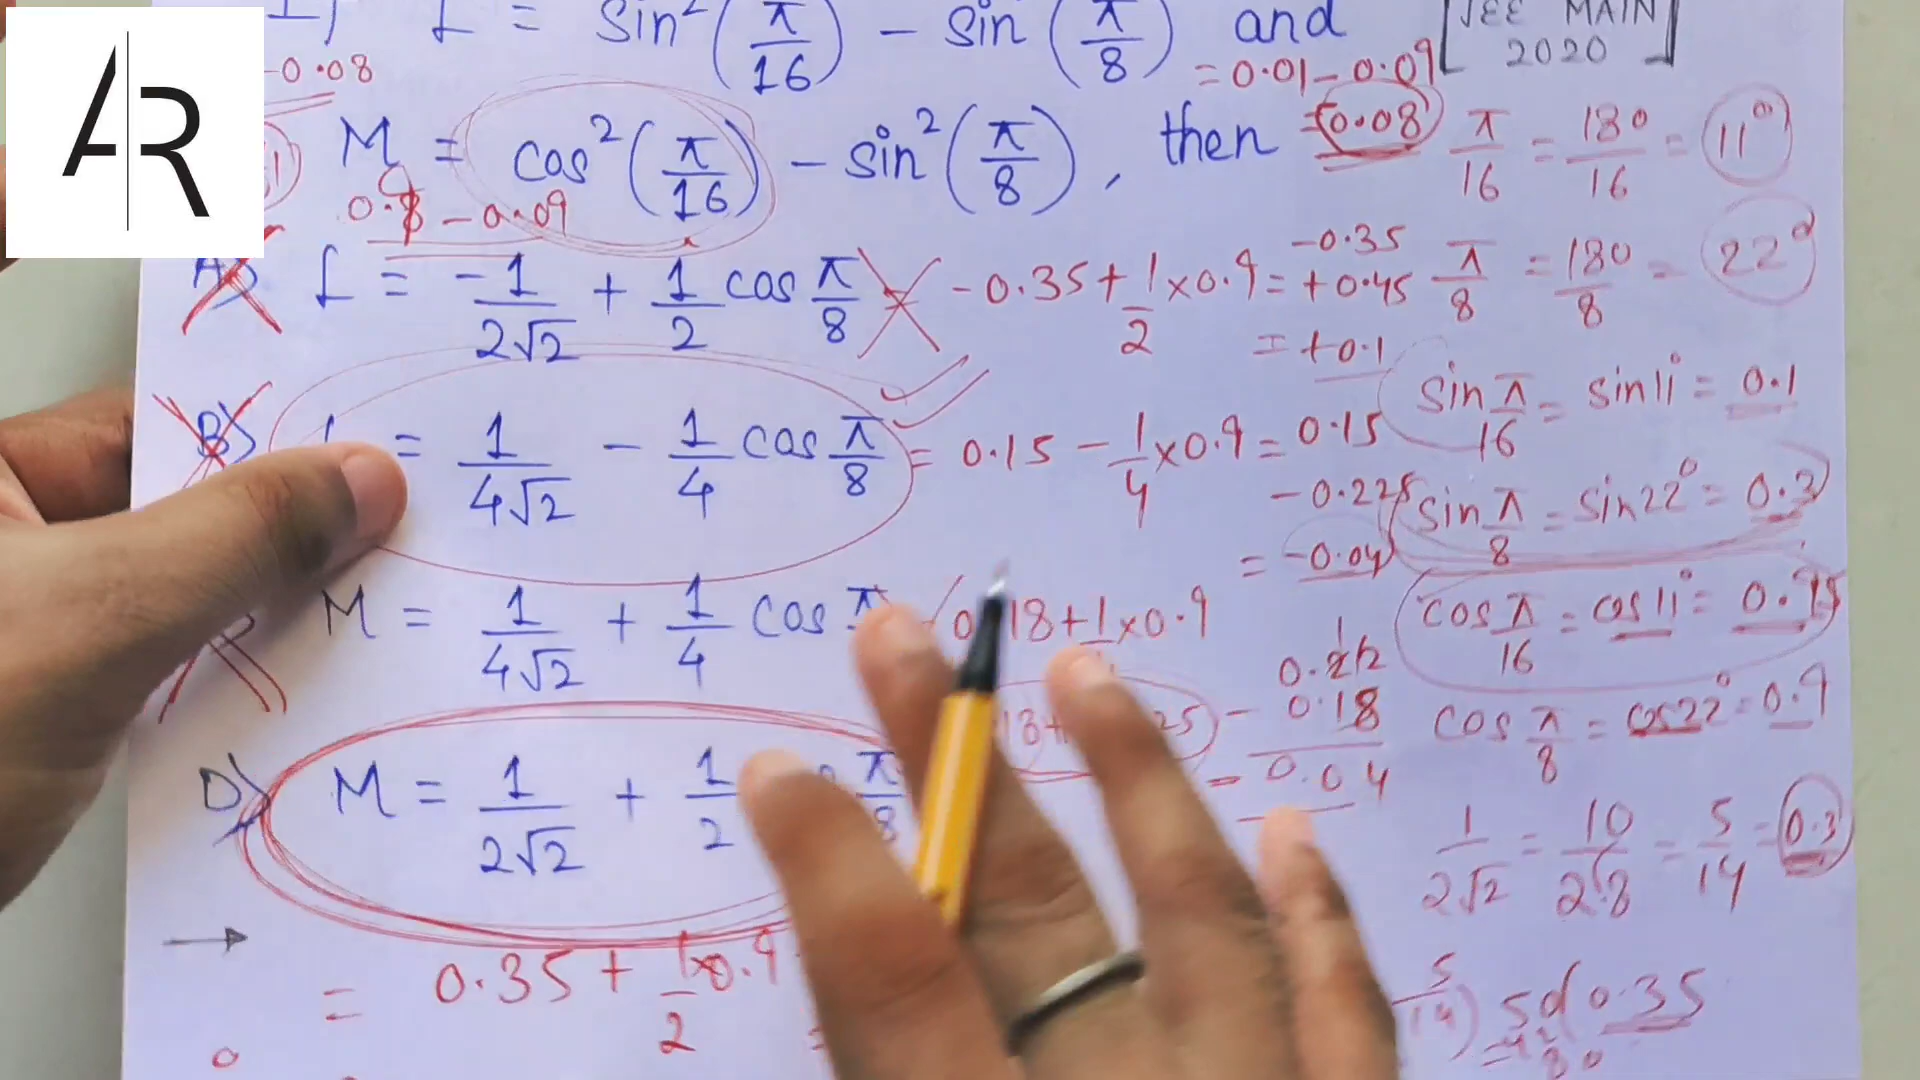 L = sin²(π/16) − sin (π/8) and [JEE MAIN 2020]
-0.08
= 0.01 - 0.09
AR
M = cos²(π/16) − sin²(π/8), then
=0.08
π/16 = 180/16 = 11°
- 0.09
A) L = -1/2√2 + 1/2 cos π/8
-0.35 + 1/2 x 0.9 = -0.35 + 0.45
= +0.1
π/8 = 180/8 = 22°
sin π/16 = sin 11° = 0.1
B) = 1/4√2 − 1/4 cos π/8
= 0.15 - 1/4 x 0.9 = 0.15 - 0.225
= -0.04
sin π/8 = sin 22° = 0.3
M = 1/4√2 + 1/4 cos π
18 + 1 x 0.9
cos π/16 = cos 11° =
0.18
- 0.04
cos π/8 = cos 22° = 0.9
D) M = 1/2√2 + 1/2 π/8
1/2√2 = 10/28 = 5/14 = 0.3
→
= 0.35 + 1/2 x 0.9
5/14) 50(0.35